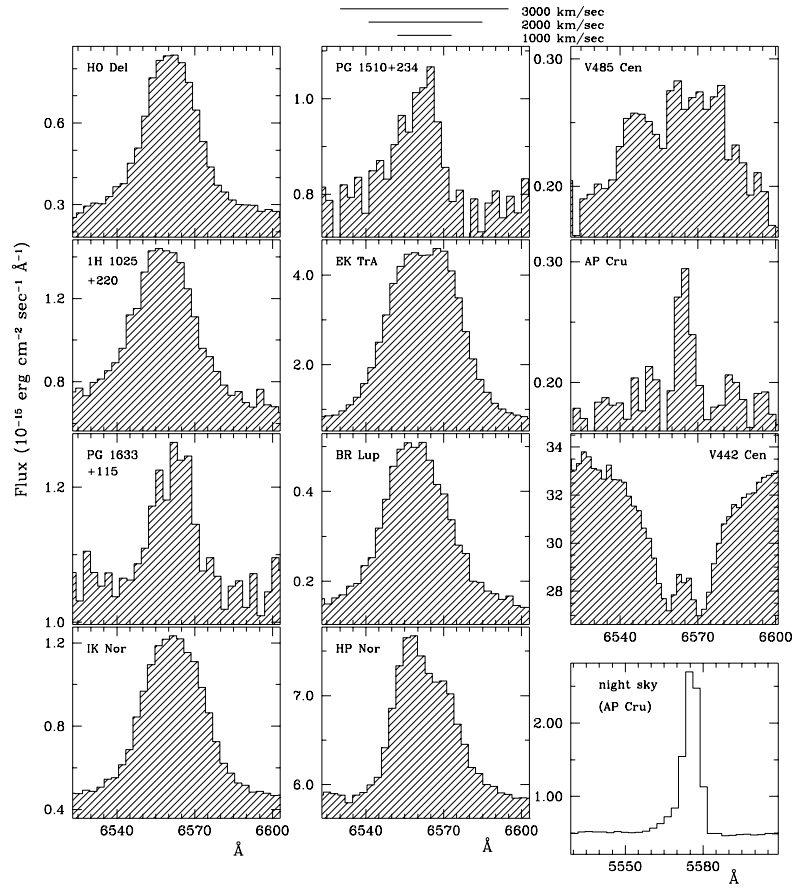 3000 km/sec
2000 km/sec
1000 km/sec
HO Del
0.6
0.3
PG 1510+234
1.0
0.8
V485 Cen
0.30
0.20
1H 1025
+220
1.2
0.8
EK TrA
4.0
2.0
AP Cru
0.30
0.20
Flux (10⁻¹⁵ erg cm⁻² sec⁻¹ Å⁻¹)
PG 1633
+115
1.2
1.0
BR Lup
0.4
0.2
V442 Cen
34
32
30
28
6540 6570 6600
IK Nor
1.2
0.8
0.4
6540 6570 6600
Å
HP Nor
7.0
6.0
6540 6570 6600
Å
night sky
(AP Cru)
2.00
1.00
5550 5580
Å